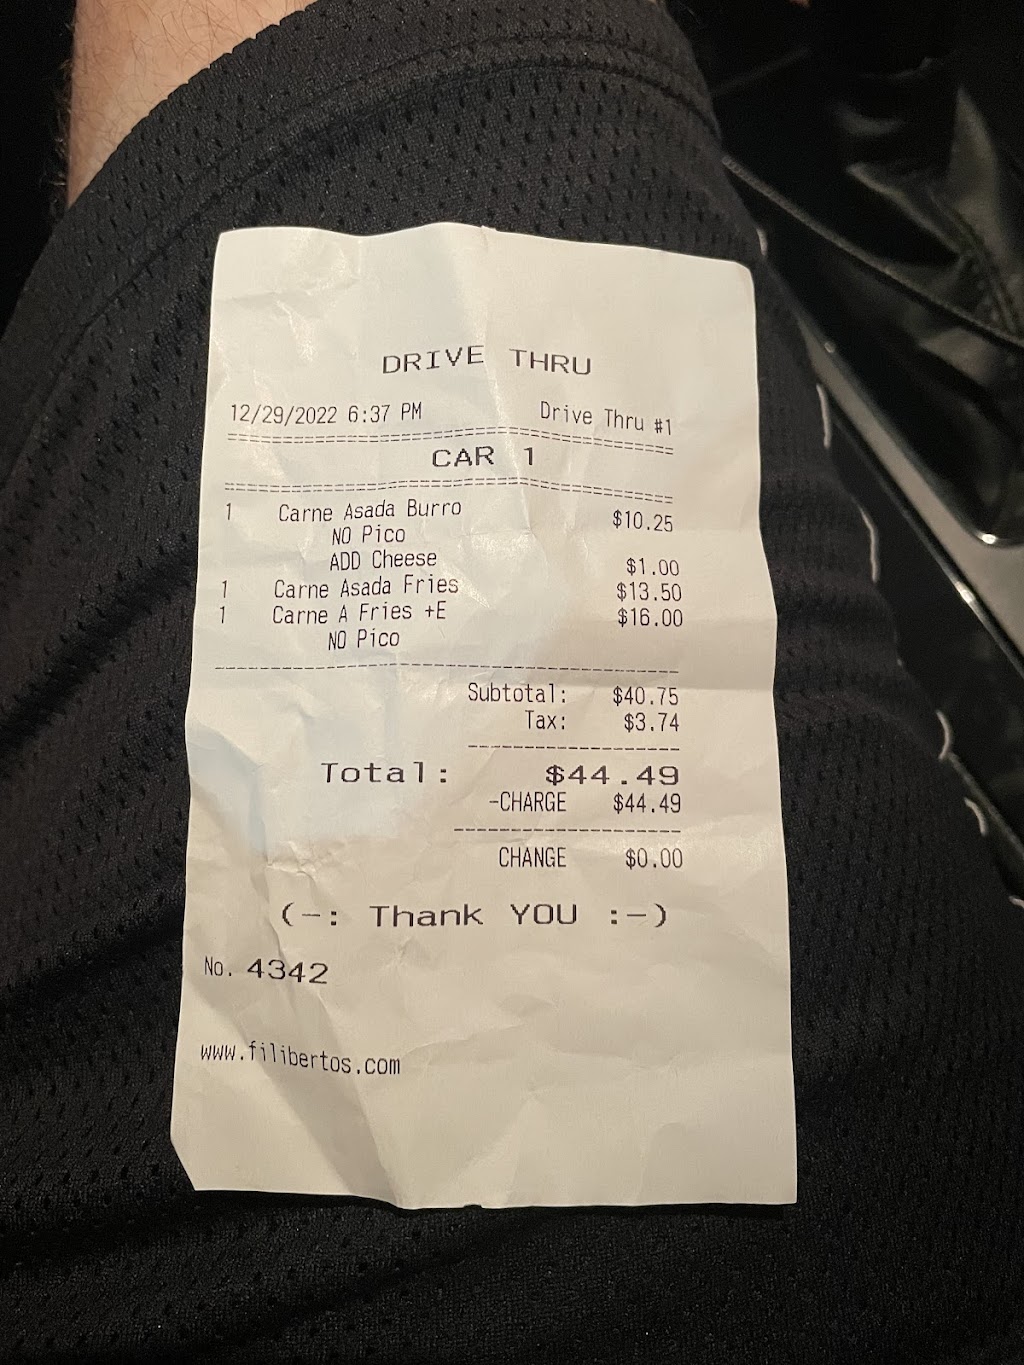 DRIVE THRU
12/29/2022 6:37 PM Drive Thru #1
========================================
CAR 1
========================================
1 Carne Asada Burro $10.25
NO Pico
ADD Cheese $1.00
1 Carne Asada Fries $13.50
1 Carne A Fries +E $16.00
NO Pico
----------------------------------------
Subtotal: $40.75
Tax: $3.74
--------------------
Total: $44.49
-CHARGE $44.49
--------------------
CHANGE $0.00
(-: Thank YOU :-)
No. 4342
www.filibertos.com